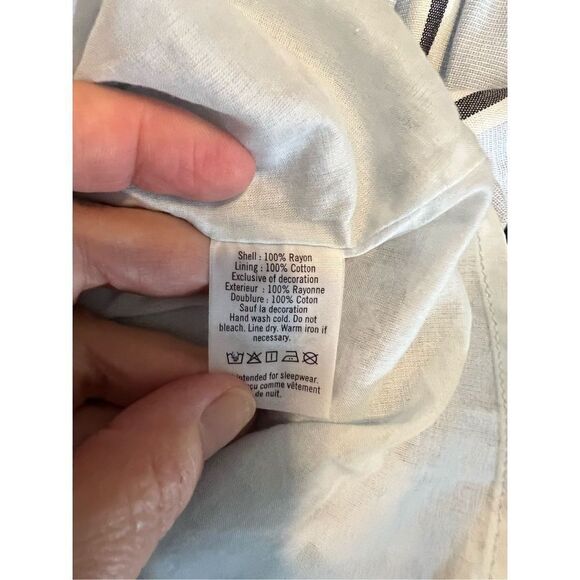 Shell : 100% Rayon
Lining : 100% Cotton
Exclusive of decoration
Exterieur : 100% Rayonne
Doublure : 100% Coton
Sauf la decoration
Hand wash cold. Do not
bleach. Line dry. Warm iron if
necessary.
intended for sleepwear.
comme vêtement
de nuit.